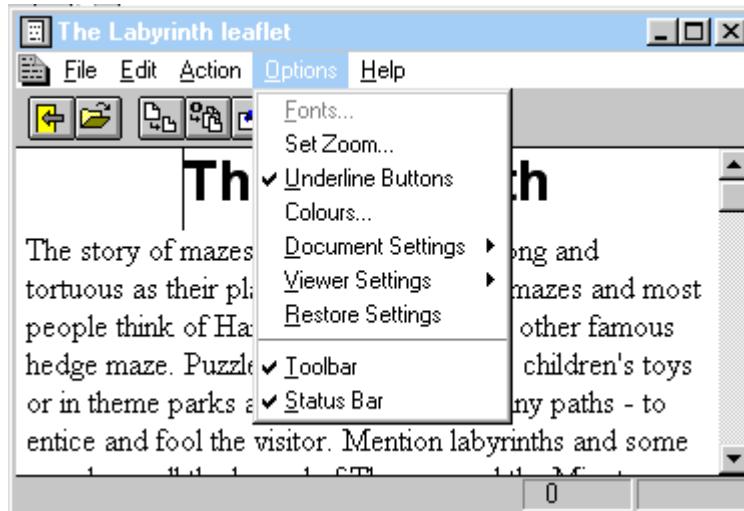 The Labyrinth leaflet
File Edit Action Options Help
Fonts...
Set Zoom...
Underline Buttons
Colours...
Document Settings
Viewer Settings
Restore Settings
Toolbar
Status Bar
Th h
The story of mazes ong and
tortuous as their pl mazes and most
people think of Ha other famous
hedge maze. Puzzle children's toys
or in theme parks ny paths - to
entice and fool the visitor. Mention labyrinths and some
0